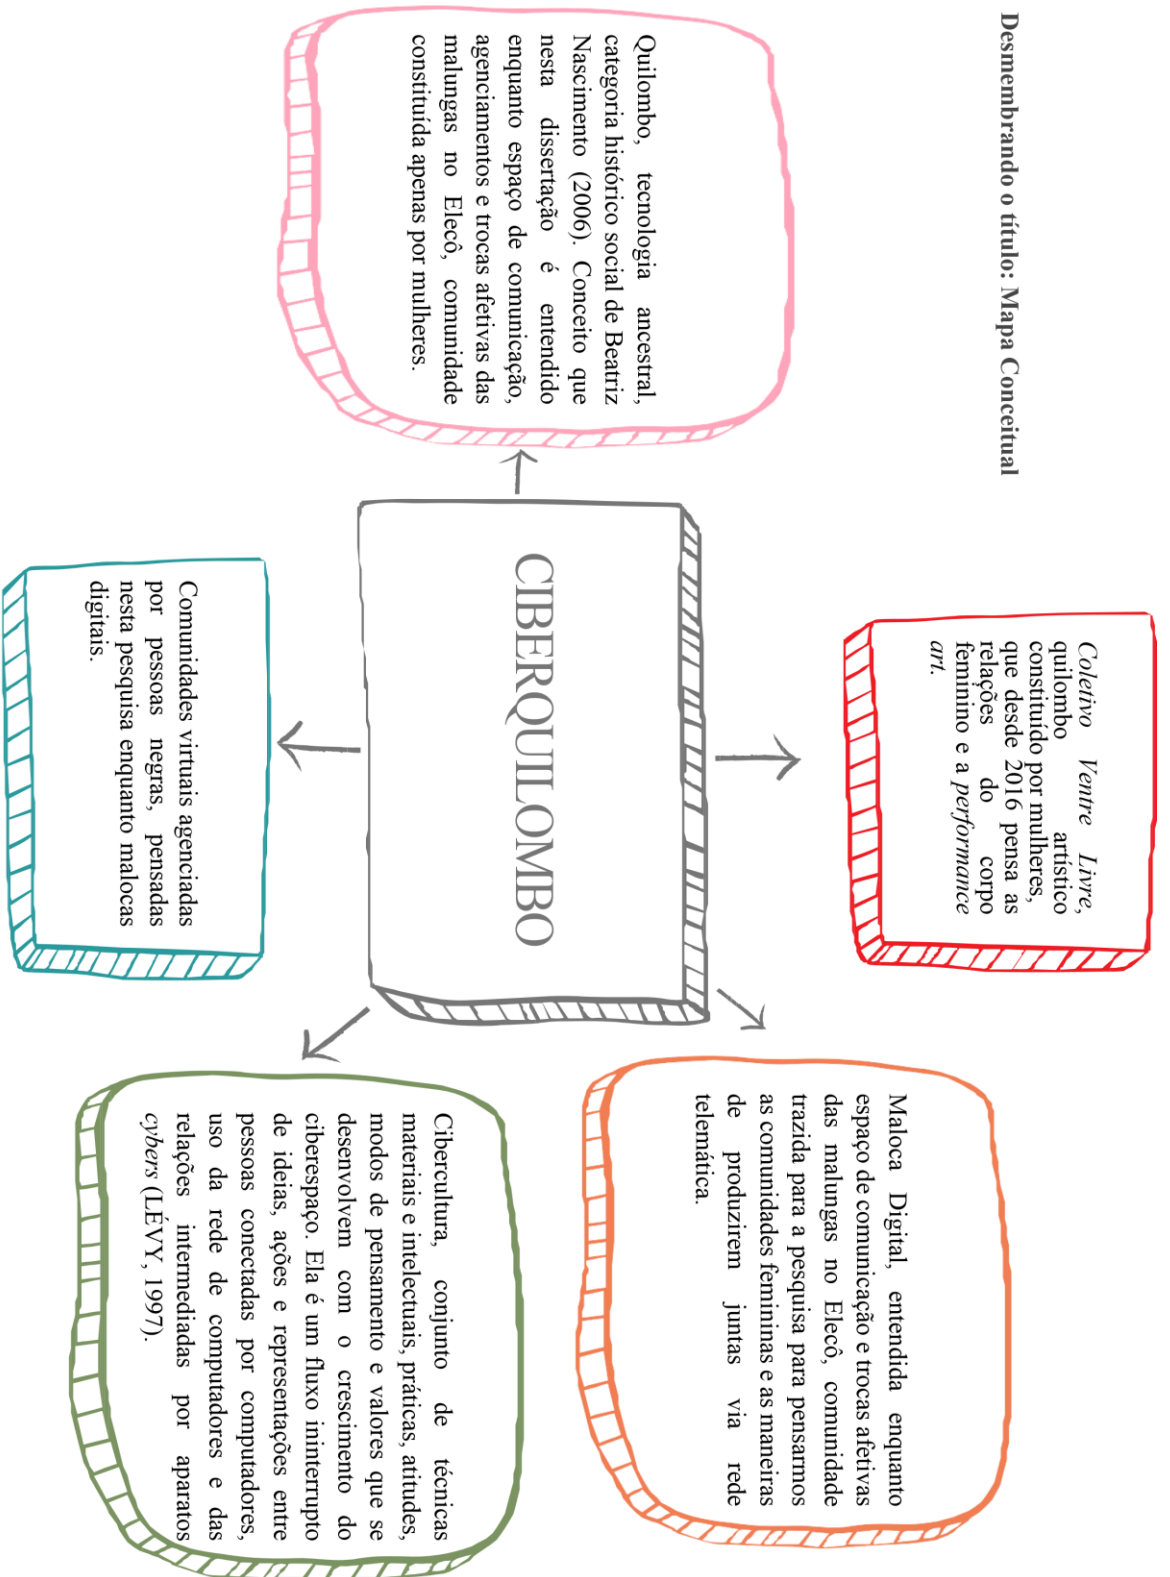 Desmembrando o título: Mapa Conceitual
Quilombo, tecnologia ancestral,
categoria histórico social de Beatriz
Nascimento (2006). Conceito que
nesta dissertação é entendido
enquanto espaço de comunicação,
agenciamentos e trocas afetivas das
malungas no Elecô, comunidade
constituída apenas por mulheres.
Coletivo Ventre Livre,
quilombo artístico
constituído por mulheres,
que desde 2016 pensa as
relações do corpo
feminino e a performance
art.
Maloca Digital, entendida enquanto
espaço de comunicação e trocas afetivas
das malungas no Elecô, comunidade
trazida para a pesquisa para pensarmos
as comunidades femininas e as maneiras
de produzirem juntas via rede
telemática.
CIBERQUILOMBO
Comunidades virtuais agenciadas
por pessoas negras, pensadas
nesta pesquisa enquanto malocas
digitais.
Cibercultura, conjunto de técnicas
materiais e intelectuais, práticas, atitudes,
modos de pensamento e valores que se
desenvolvem com o crescimento do
ciberespaço. Ela é um fluxo ininterrupto
de ideias, ações e representações entre
pessoas conectadas por computadores,
uso da rede de computadores e das
relações intermediadas por aparatos
cybers (LÉVY, 1997).